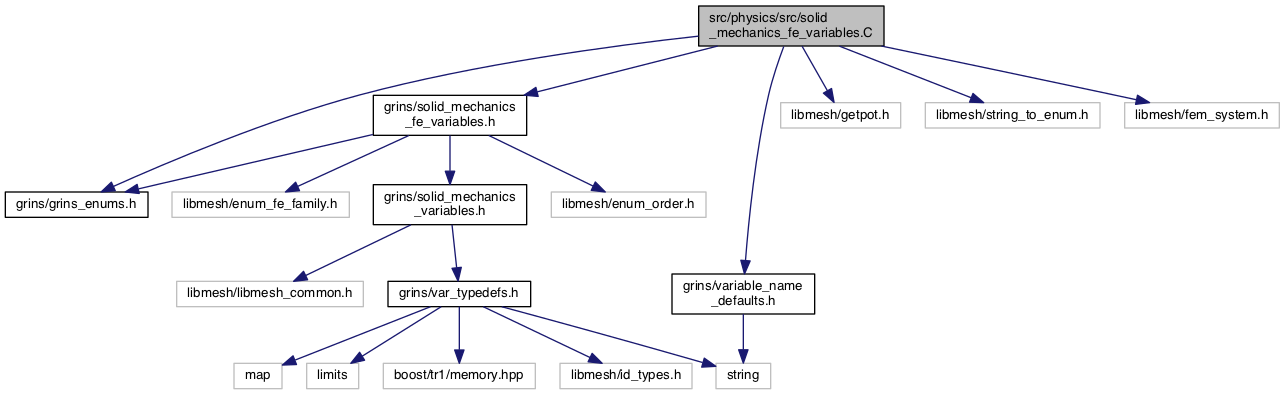 src/physics/src/solid
_mechanics_fe_variables.C
grins/solid_mechanics
_fe_variables.h
libmesh/getpot.h
libmesh/string_to_enum.h
libmesh/fem_system.h
grins/grins_enums.h
libmesh/enum_fe_family.h
grins/solid_mechanics
_variables.h
libmesh/enum_order.h
libmesh/libmesh_common.h
grins/var_typedefs.h
grins/variable_name
_defaults.h
map
limits
boost/tr1/memory.hpp
libmesh/id_types.h
string